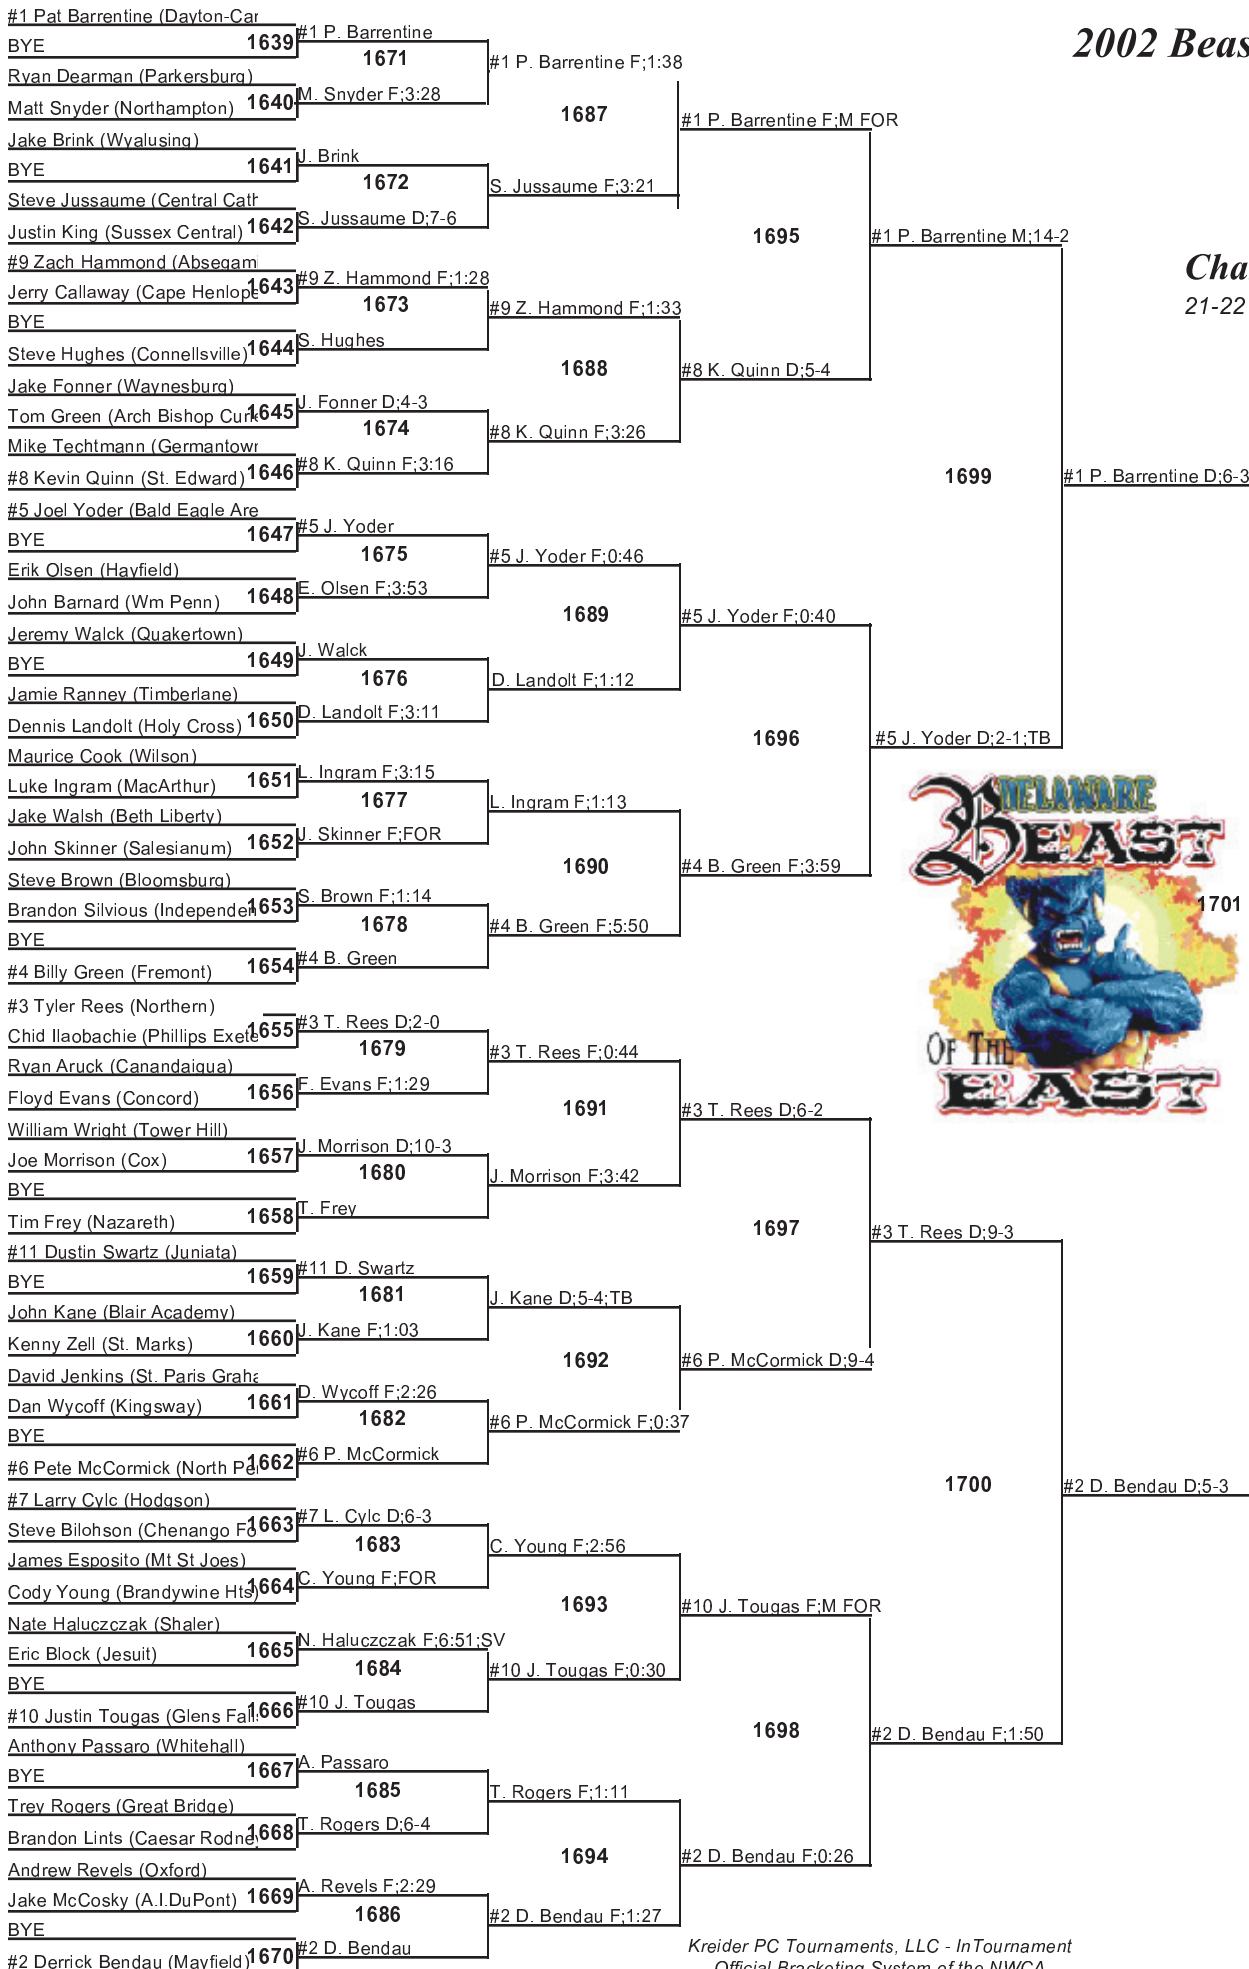 #1 Pat Barrentine (Dayton-Car
BYE
1639
Ryan Dearman (Parkersburg)
Matt Snyder (Northampton)
1640
Jake Brink (Wyalusing)
BYE
1641
Steve Jussaume (Central Cath
Justin King (Sussex Central)
1642
#9 Zach Hammond (Absegam
Jerry Callaway (Cape Henlope
1643
BYE
Steve Hughes (Connellsville)
1644
Jake Fonner (Waynesburg)
Tom Green (Arch Bishop Curl
1645
Mike Techtmann (Germantowr
#8 Kevin Quinn (St. Edward)
1646
#5 Joel Yoder (Bald Eagle Are
BYE
1647
Erik Olsen (Hayfield)
John Barnard (Wm Penn)
1648
Jeremy Walck (Quakertown)
BYE
1649
Jamie Ranney (Timberlane)
Dennis Landolt (Holy Cross)
1650
Maurice Cook (Wilson)
Luke Ingram (MacArthur)
1651
Jake Walsh (Beth Liberty)
John Skinner (Salesianum)
1652
Steve Brown (Bloomsburg)
Brandon Silvious (Independen
1653
BYE
#4 Billy Green (Fremont)
1654
#3 Tyler Rees (Northern)
Chid Ilaobachie (Phillips Exete
1655
Ryan Aruck (Canandaigua)
Floyd Evans (Concord)
1656
William Wright (Tower Hill)
Joe Morrison (Cox)
1657
BYE
Tim Frey (Nazareth)
1658
#11 Dustin Swartz (Juniata)
BYE
1659
John Kane (Blair Academy)
Kenny Zell (St. Marks)
1660
David Jenkins (St. Paris Graha
Dan Wycoff (Kingsway)
1661
BYE
#6 Pete McCormick (North Pe
1662
#7 Larry Cylc (Hodgson)
Steve Bilohson (Chenango Fo
1663
James Esposito (Mt St Joes)
Cody Young (Brandywine Hts)
1664
Nate Haluczczak (Shaler)
Eric Block (Jesuit)
1665
BYE
#10 Justin Tougas (Glens Fall
1666
Anthony Passaro (Whitehall)
BYE
1667
Trey Rogers (Great Bridge)
Brandon Lints (Caesar Rodney
1668
Andrew Revels (Oxford)
Jake McCosky (A.I.DuPont)
1669
BYE
#2 Derrick Bendau (Mayfield)
1670
#1 P. Barrentine
1671
M. Snyder F;3:28
J. Brink
1672
S. Jussaume D;7-6
#9 Z. Hammond F;1:28
1673
S. Hughes
J. Fonner D;4-3
1674
#8 K. Quinn F;3:16
#5 J. Yoder
1675
E. Olsen F;3:53
J. Walck
1676
D. Landolt F;3:11
L. Ingram F;3:15
1677
J. Skinner F;FOR
S. Brown F;1:14
1678
#4 B. Green
#3 T. Rees D;2-0
1679
F. Evans F;1:29
J. Morrison D;10-3
1680
T. Frey
#11 D. Swartz
1681
J. Kane F;1:03
D. Wycoff F;2:26
1682
#6 P. McCormick
#7 L. Cylc D;6-3
1683
C. Young F;FOR
N. Haluczczak F;6:51;SV
1684
#10 J. Tougas
A. Passaro
1685
T. Rogers D;6-4
A. Revels F;2:29
1686
#2 D. Bendau
#1 P. Barrentine F;1:38
1687
S. Jussaume F;3:21
#9 Z. Hammond F;1:33
1688
#8 K. Quinn F;3:26
#5 J. Yoder F;0:46
1689
D. Landolt F;1:12
L. Ingram F;1:13
1690
#4 B. Green F;5:50
#3 T. Rees F;0:44
1691
J. Morrison F;3:42
J. Kane D;5-4;TB
1692
#6 P. McCormick F;0:37
C. Young F;2:56
1693
#10 J. Tougas F;0:30
T. Rogers F;1:11
1694
#2 D. Bendau F;1:27
#1 P. Barrentine F;M FOR
1695
#8 K. Quinn D;5-4
#5 J. Yoder F;0:40
1696
#4 B. Green F;3:59
#3 T. Rees D;6-2
1697
#6 P. McCormick D;9-4
#10 J. Tougas F;M FOR
1698
#2 D. Bendau F;0:26
#1 P. Barrentine M;14-2
1699
#5 J. Yoder D;2-1;TB
#3 T. Rees D;9-3
1700
#2 D. Bendau F;1:50
#1 P. Barrentine D;6-3
1701
#2 D. Bendau D;5-3
2002 Beas
Cha
21-22
DELAWARE
BEAST
OF THE
EAST
Kreider PC Tournaments, LLC - InTournament
Official Bracketing System of the NWCA